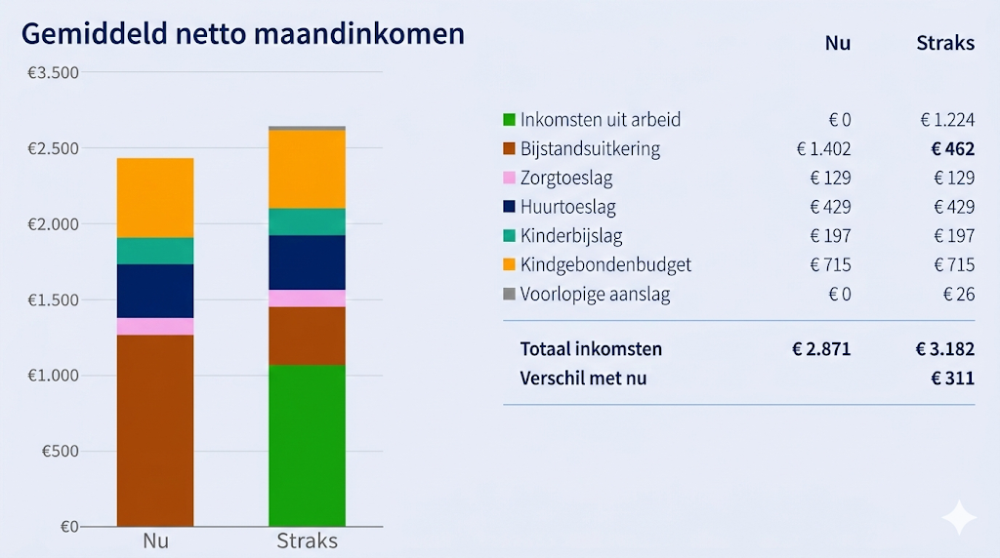 Gemiddeld netto maandinkomen
Nu Straks
€3.500
€2.500
€2.000
€1.500
€1.000
€500
€0
Nu Straks
Inkomsten uit arbeid € 0 € 1.224
Bijstandsuitkering € 1.402 € 462
Zorgtoeslag € 129 € 129
Huurtoeslag € 429 € 429
Kinderbijslag € 197 € 197
Kindgebondenbudget € 715 € 715
Voorlopige aanslag € 0 € 26
Totaal inkomsten € 2.871 € 3.182
Verschil met nu € 311